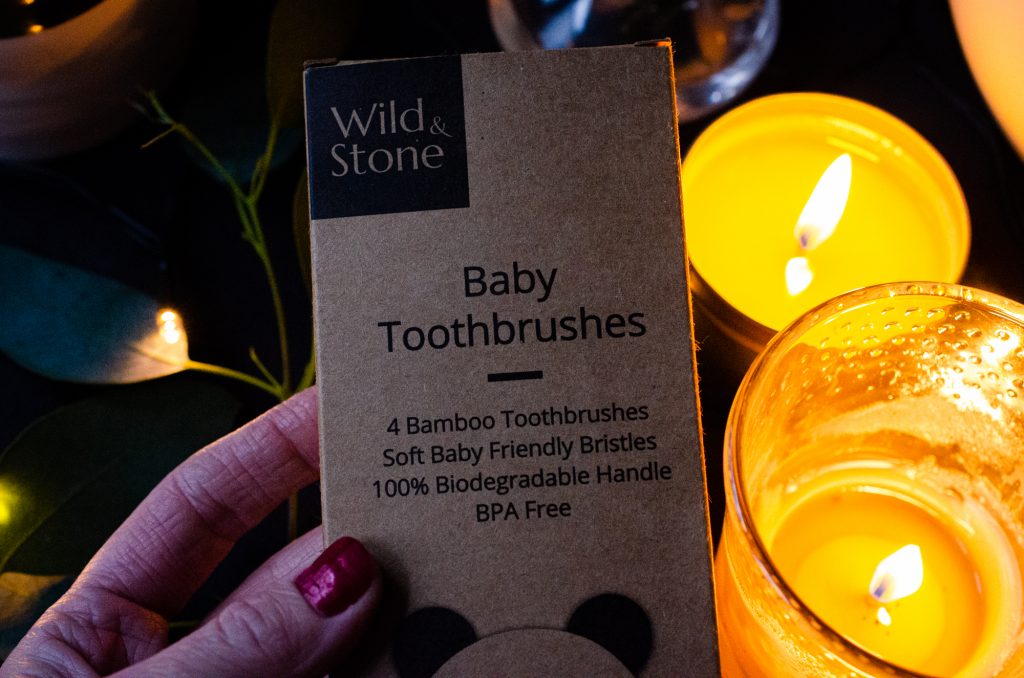 Wild &
Stone
Baby
Toothbrushes
4 Bamboo Toothbrushes
Soft Baby Friendly Bristles
100% Biodegradable Handle
BPA Free